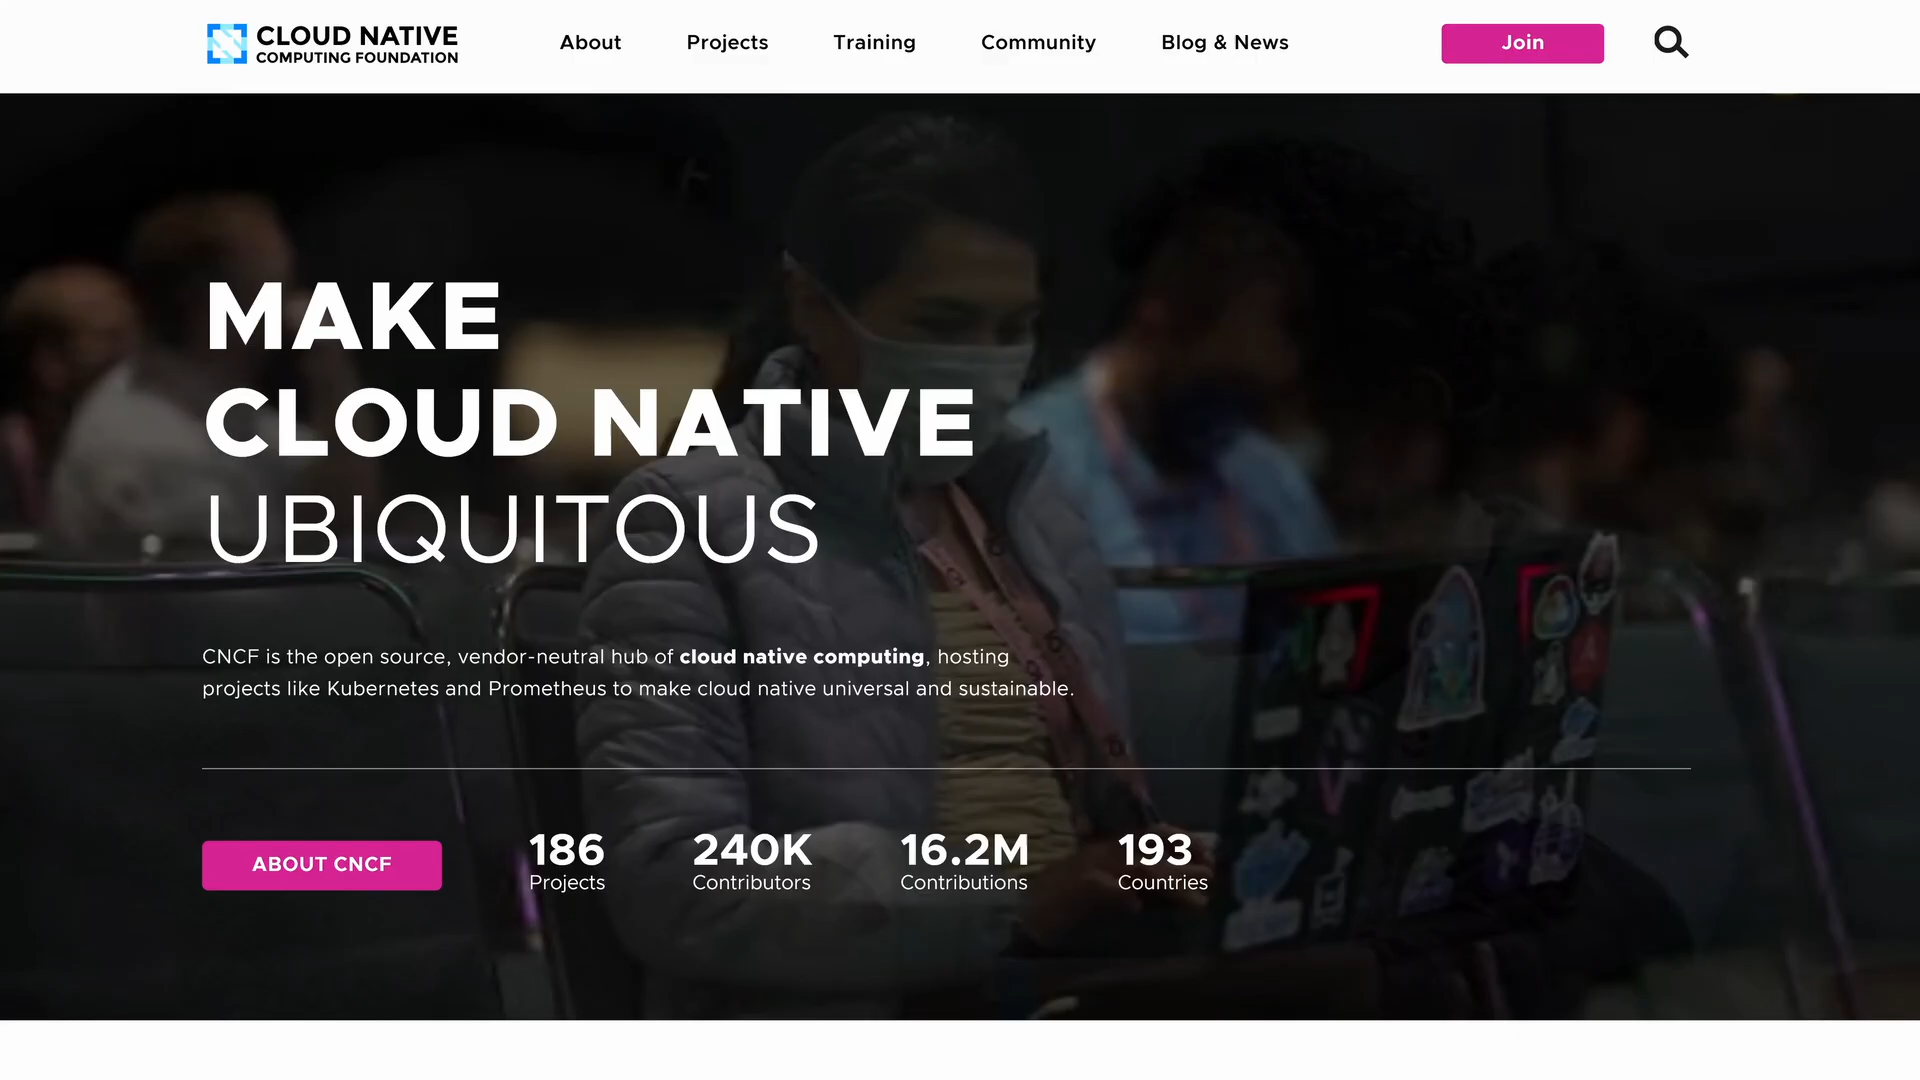 CLOUD NATIVE
COMPUTING FOUNDATION
About
Projects
Training
Community
Blog & News
Join
MAKE
CLOUD NATIVE
UBIQUITOUS
CNCF is the open source, vendor-neutral hub of cloud native computing, hosting
projects like Kubernetes and Prometheus to make cloud native universal and sustainable.
ABOUT CNCF
186
Projects
240K
Contributors
16.2M
Contributions
193
Countries